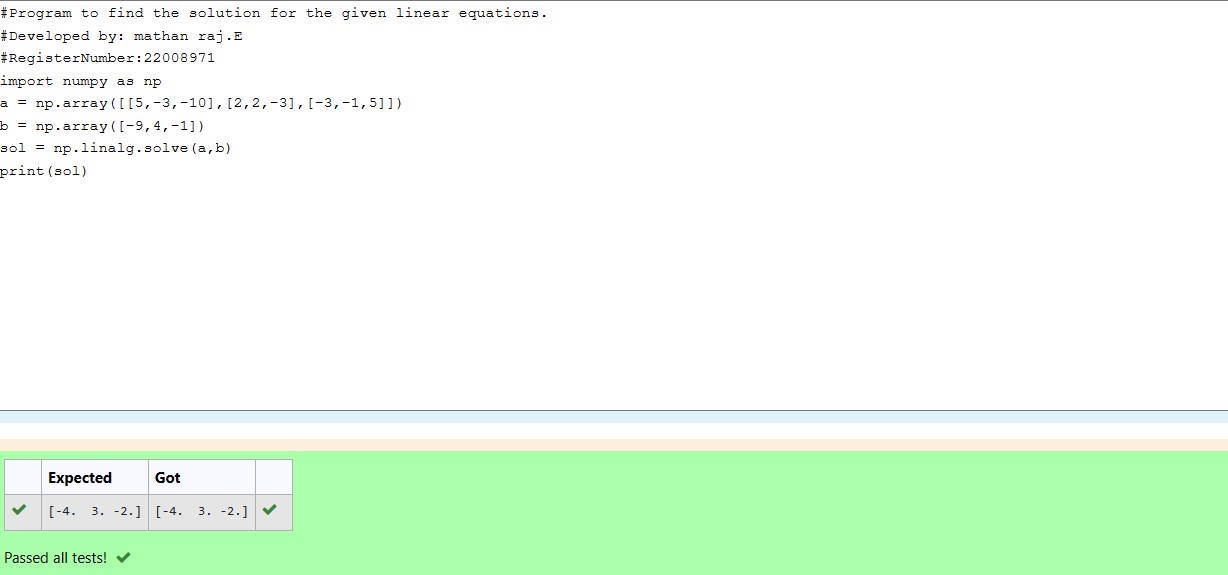 #Program to find the solution for the given linear equations.
#Developed by: mathan raj.E
#RegisterNumber:22008971
import numpy as np
a = np.array([[5,-3,-10],[2,2,-3],[-3,-1,5]])
b = np.array([-9,4,-1])
sol = np.linalg.solve(a,b)
print(sol)
Expected Got
[-4.  3. -2.] [-4.  3. -2.]
Passed all tests!